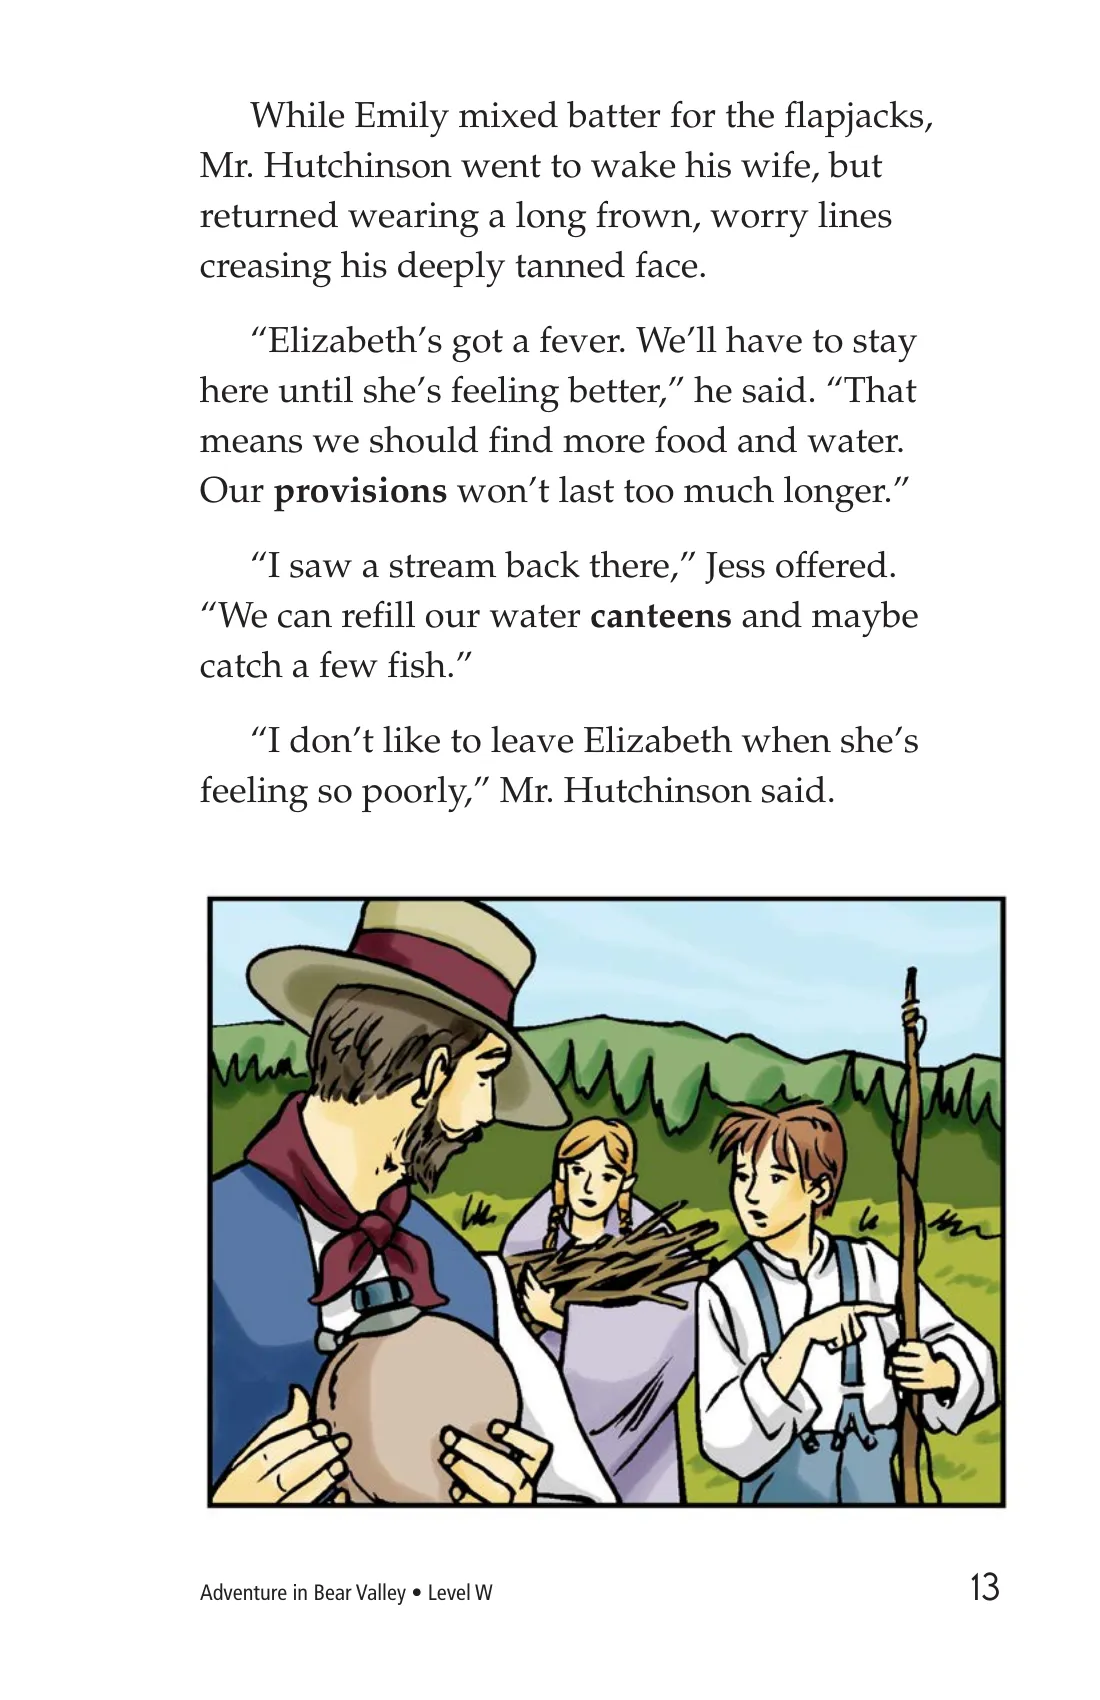 While Emily mixed batter for the flapjacks,
Mr. Hutchinson went to wake his wife, but
returned wearing a long frown, worry lines
creasing his deeply tanned face.
“Elizabeth’s got a fever. We’ll have to stay
here until she’s feeling better,” he said. “That
means we should find more food and water.
Our provisions won’t last too much longer.”
“I saw a stream back there,” Jess offered.
“We can refill our water canteens and maybe
catch a few fish.”
“I don’t like to leave Elizabeth when she’s
feeling so poorly,” Mr. Hutchinson said.
Adventure in Bear Valley • Level W
13